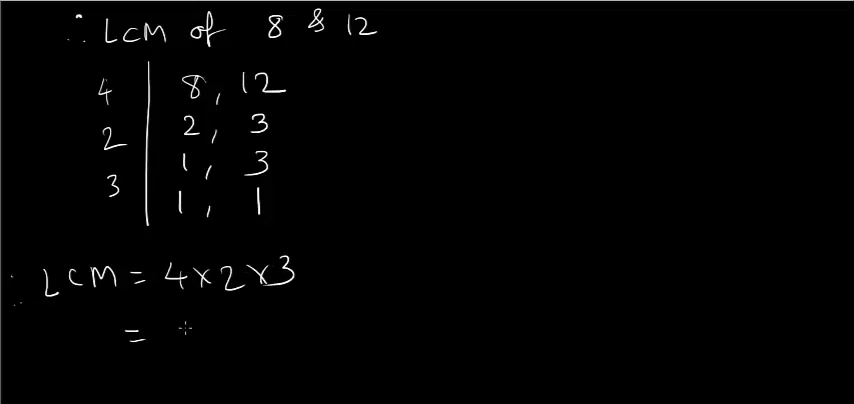 ∴ LCM of 8 & 12
4 | 8, 12
2 | 2, 3
3 | 1, 3
1, 1
∴ LCM = 4×2×3
=